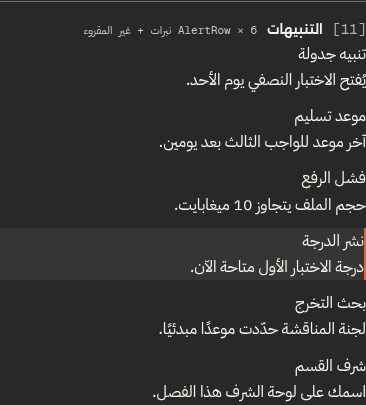 [11] التنبيهات 6 × AlertRow نبرات + غير المقروء
تنبيه جدولة
يُفتح الاختبار النصفي يوم الأحد.
موعد تسليم
آخر موعد للواجب الثالث بعد يومين.
فشل الرفع
حجم الملف يتجاوز 10 ميغابايت.
نشر الدرجة
درجة الاختبار الأول متاحة الآن.
بحث التخرج
لجنة المناقشة حدّدت موعدًا مبدئيًا.
شرف القسم
اسمك على لوحة الشرف هذا الفصل.